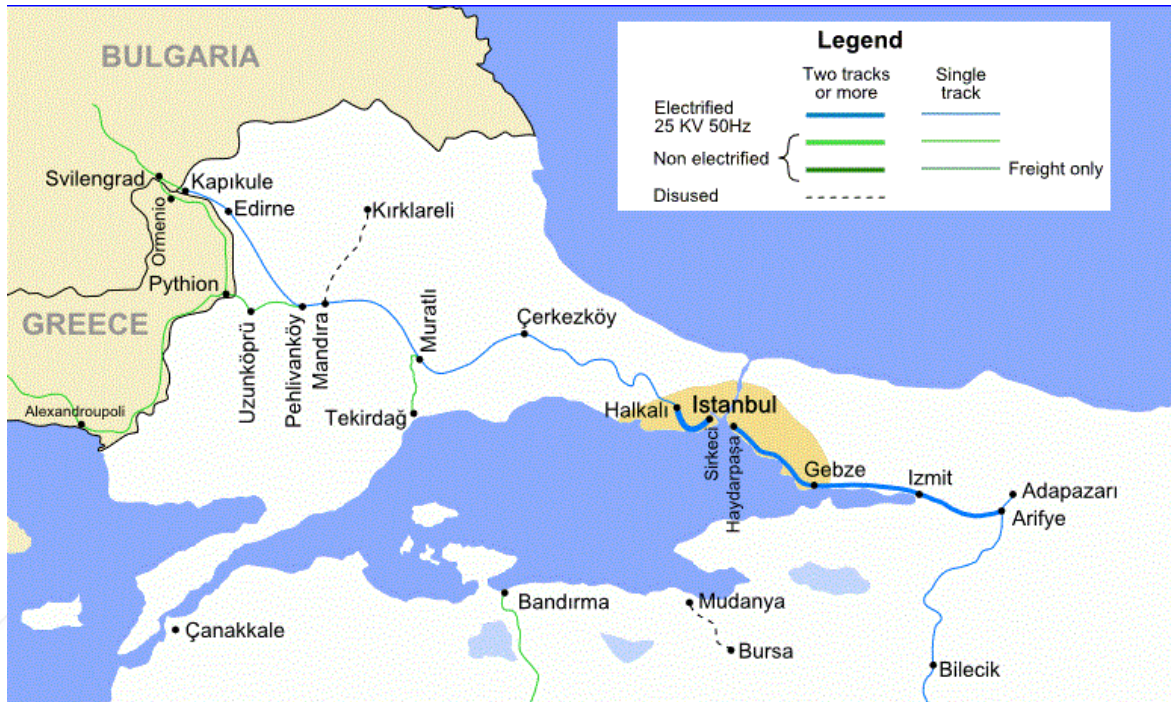 BULGARIA
Legend
Two tracks
or more
Single
track
Electrified
25 KV 50Hz
Non electrified
Freight only
Disused
Svilengrad
Kapıkule
Edirne
Ormenio
Kırklareli
Pythion
GREECE
Uzunköprü
Pehlivanköy
Mandıra
Muratlı
Çerkezköy
Alexandroupoli
Tekirdağ
Halkalı
Istanbul
Sirkeci
Haydarpaşa
Gebze
Izmit
Adapazarı
Arifye
Bandırma
Mudanya
Çanakkale
Bursa
Bilecik